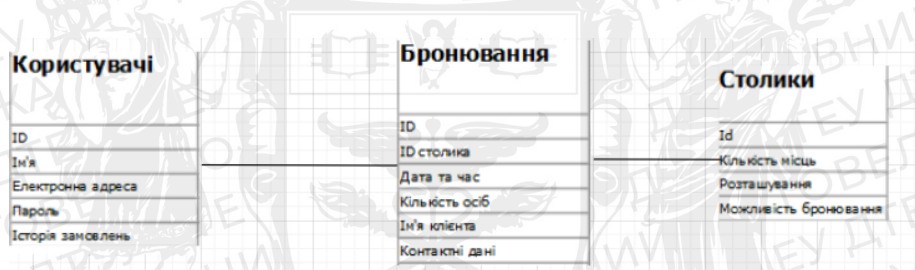 Користувачі
ID
Ім'я
Електронна адреса
Пароль
Історія замовлень
Бронювання
ID
ID столика
Дата та час
Кількість осіб
Ім'я клієнта
Контактні дані
Столики
Id
Кількість місць
Розташування
Можливість бронювання